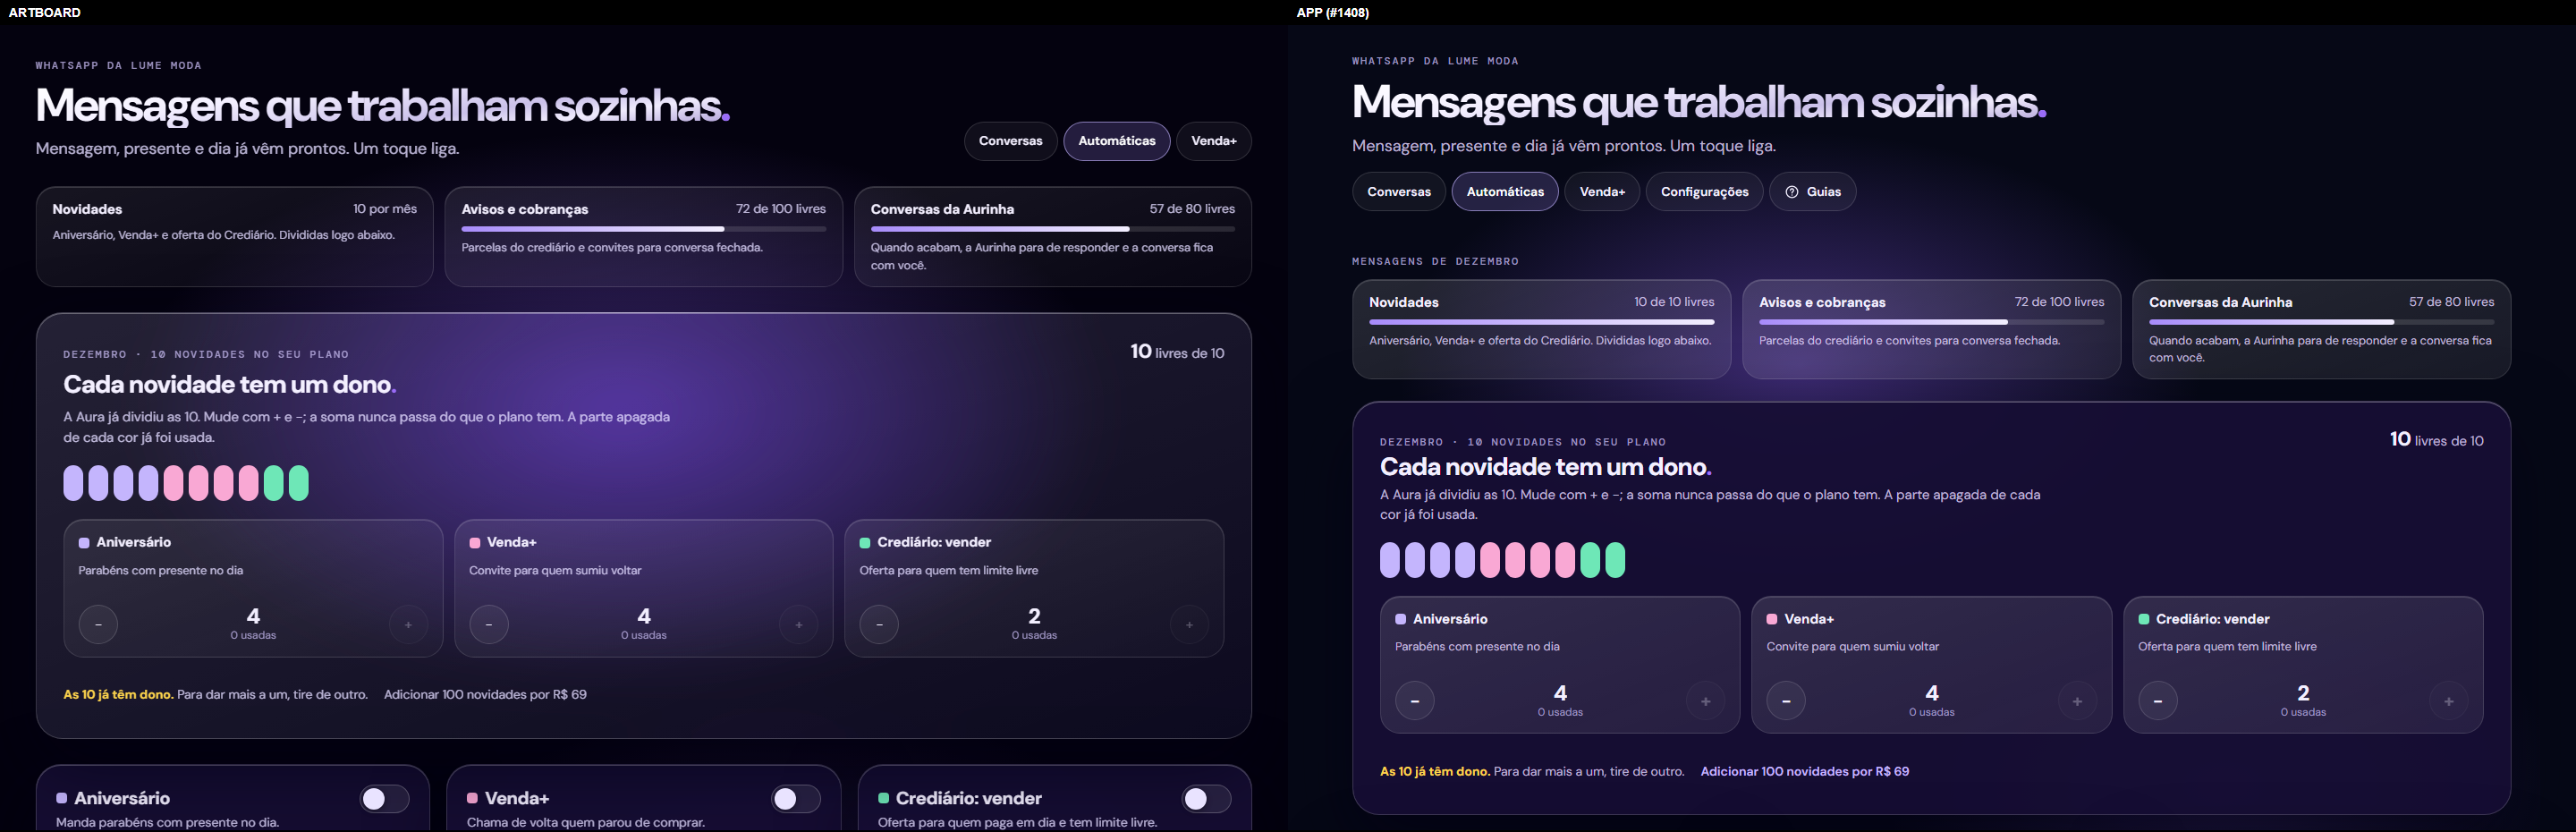 ARTBOARD
WHATSAPP DA LUME MODA
Mensagens que trabalham sozinhas.
Mensagem, presente e dia já vêm prontos. Um toque liga.
Conversas
Automáticas
Venda+
Novidades
10 por mês
Aniversário, Venda+ e oferta do Crediário. Divididas logo abaixo.
Avisos e cobranças
72 de 100 livres
Parcelas do crediário e convites para conversa fechada.
Conversas da Aurinha
57 de 80 livres
Quando acabam, a Aurinha para de responder e a conversa fica
com você.
DEZEMBRO · 10 NOVIDADES NO SEU PLANO
10 livres de 10
Cada novidade tem um dono.
A Aura já dividiu as 10. Mude com + e −; a soma nunca passa do que o plano tem. A parte apagada
de cada cor já foi usada.
Aniversário
Parabéns com presente no dia
−
4
0 usadas
+
Venda+
Convite para quem sumiu voltar
−
4
0 usadas
+
Crediário: vender
Oferta para quem tem limite livre
−
2
0 usadas
+
As 10 já têm dono. Para dar mais a um, tire de outro.
Adicionar 100 novidades por R$ 69
Aniversário
Manda parabéns com presente no dia.
Venda+
Chama de volta quem parou de comprar.
Crediário: vender
Oferta para quem paga em dia e tem limite livre.
APP (#1408)
WHATSAPP DA LUME MODA
Mensagens que trabalham sozinhas.
Mensagem, presente e dia já vêm prontos. Um toque liga.
Conversas
Automáticas
Venda+
Configurações
? Guias
MENSAGENS DE DEZEMBRO
Novidades
10 de 10 livres
Aniversário, Venda+ e oferta do Crediário. Divididas logo abaixo.
Avisos e cobranças
72 de 100 livres
Parcelas do crediário e convites para conversa fechada.
Conversas da Aurinha
57 de 80 livres
Quando acabam, a Aurinha para de responder e a conversa fica
com você.
DEZEMBRO · 10 NOVIDADES NO SEU PLANO
10 livres de 10
Cada novidade tem um dono.
A Aura já dividiu as 10. Mude com + e −; a soma nunca passa do que o plano tem. A parte apagada de cada
cor já foi usada.
Aniversário
Parabéns com presente no dia
−
4
0 usadas
+
Venda+
Convite para quem sumiu voltar
−
4
0 usadas
+
Crediário: vender
Oferta para quem tem limite livre
−
2
0 usadas
+
As 10 já têm dono. Para dar mais a um, tire de outro.
Adicionar 100 novidades por R$ 69